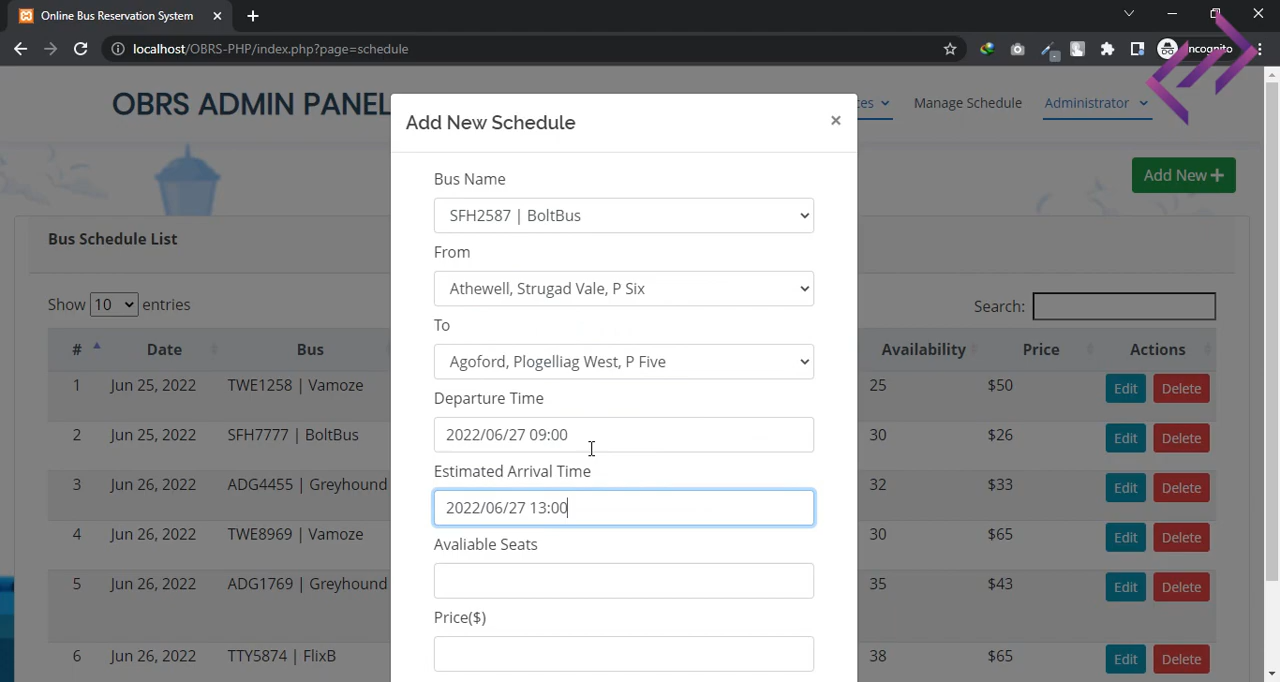 Online Bus Reservation System
localhost/OBRS-PHP/index.php?page=schedule
OBRS ADMIN PANEL
Manage Schedule
Administrator
Add New Schedule
×
Add New +
Bus Name
SFH2587 | BoltBus
From
Athewell, Strugad Vale, P Six
To
Agoford, Plogelliag West, P Five
Departure Time
2022/06/27 09:00
Estimated Arrival Time
2022/06/27 13:00
Avaliable Seats
Price($)
Bus Schedule List
Show 10 entries
Search:
# Date Bus Availability Price Actions
1 Jun 25, 2022 TWE1258 | Vamoze 25 $50 Edit Delete
2 Jun 25, 2022 SFH7777 | BoltBus 30 $26 Edit Delete
3 Jun 26, 2022 ADG4455 | Greyhound 32 $33 Edit Delete
4 Jun 26, 2022 TWE8969 | Vamoze 30 $65 Edit Delete
5 Jun 26, 2022 ADG1769 | Greyhound 35 $43 Edit Delete
6 Jun 26, 2022 TTY5874 | FlixB 38 $65 Edit Delete